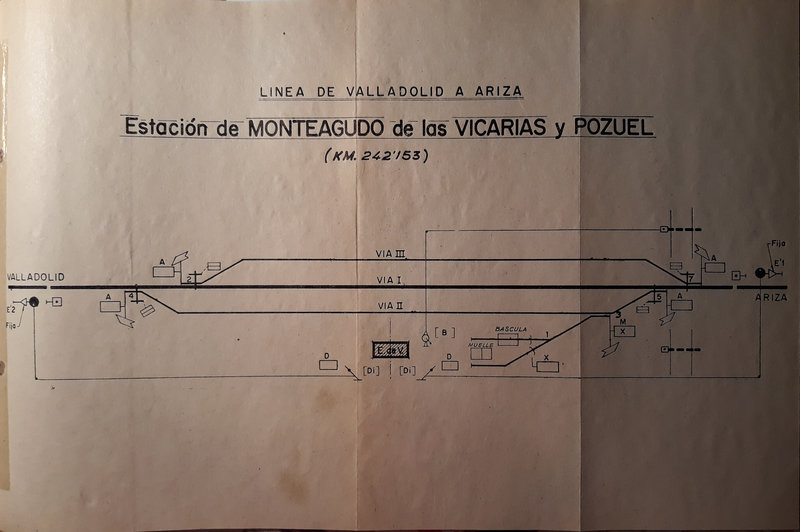 LINEA DE VALLADOLID A ARIZA
Estación de MONTEAGUDO de las VICARIAS y POZUEL
(KM. 242'153)
VIA III
Fija
A
A
E'1
VALLADOLID
2
VIA I
7
ARIZA
E'2
A
4
5
A
Fija
VIA II
3
M
X
[B]
BASCULA
1
MUELLE
E. de V.
D
[Di]
[Di]
D
X